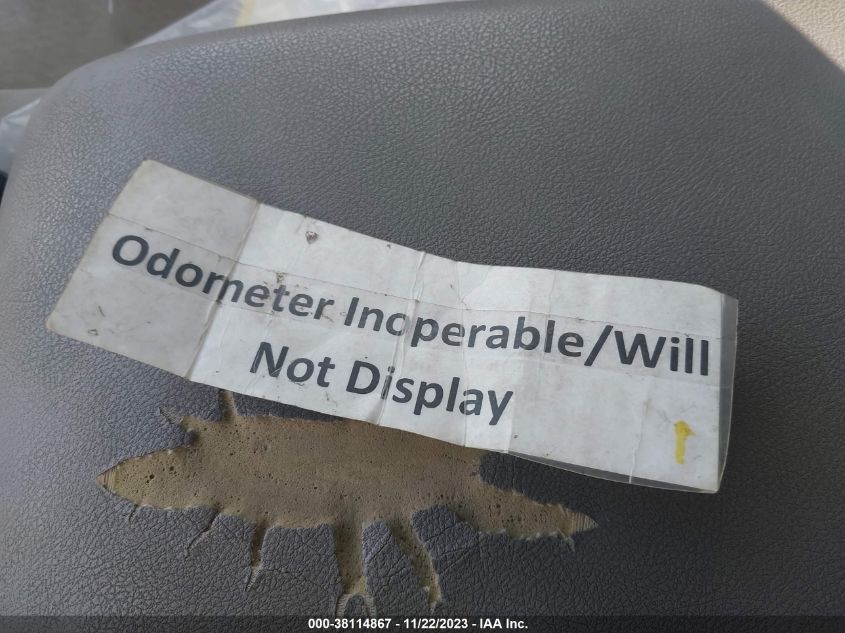 Odometer Inoperable/Will
Not Display
000-38114867 - 11/22/2023 - IAA Inc.